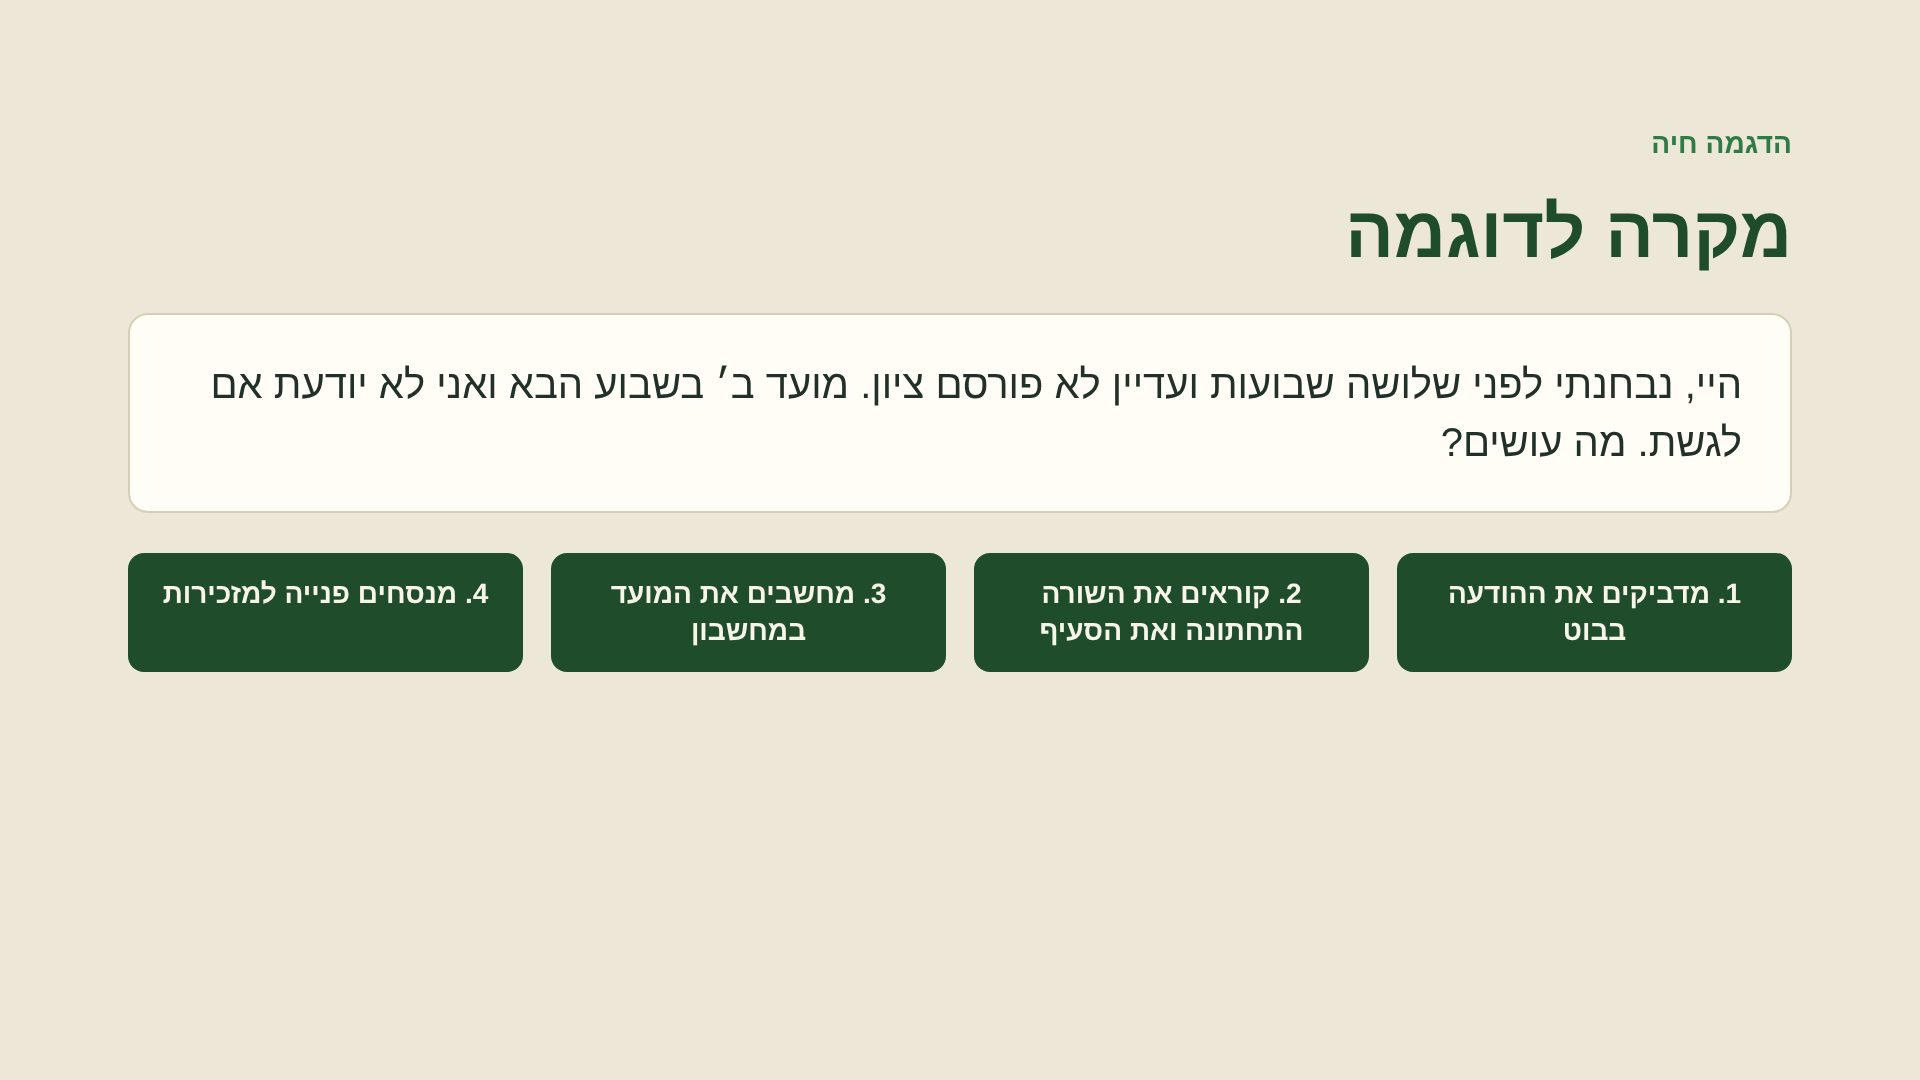 הדגמה חיה
מקרה לדוגמה
היי, נבחנתי לפני שלושה שבועות ועדיין לא פורסם ציון. מועד ב׳ בשבוע הבא ואני לא יודעת אם
לגשת. מה עושים?
1. מדביקים את ההודעה
בבוט
2. קוראים את השורה
התחתונה ואת הסעיף
3. מחשבים את המועד
במחשבון
4. מנסחים פנייה למזכירות